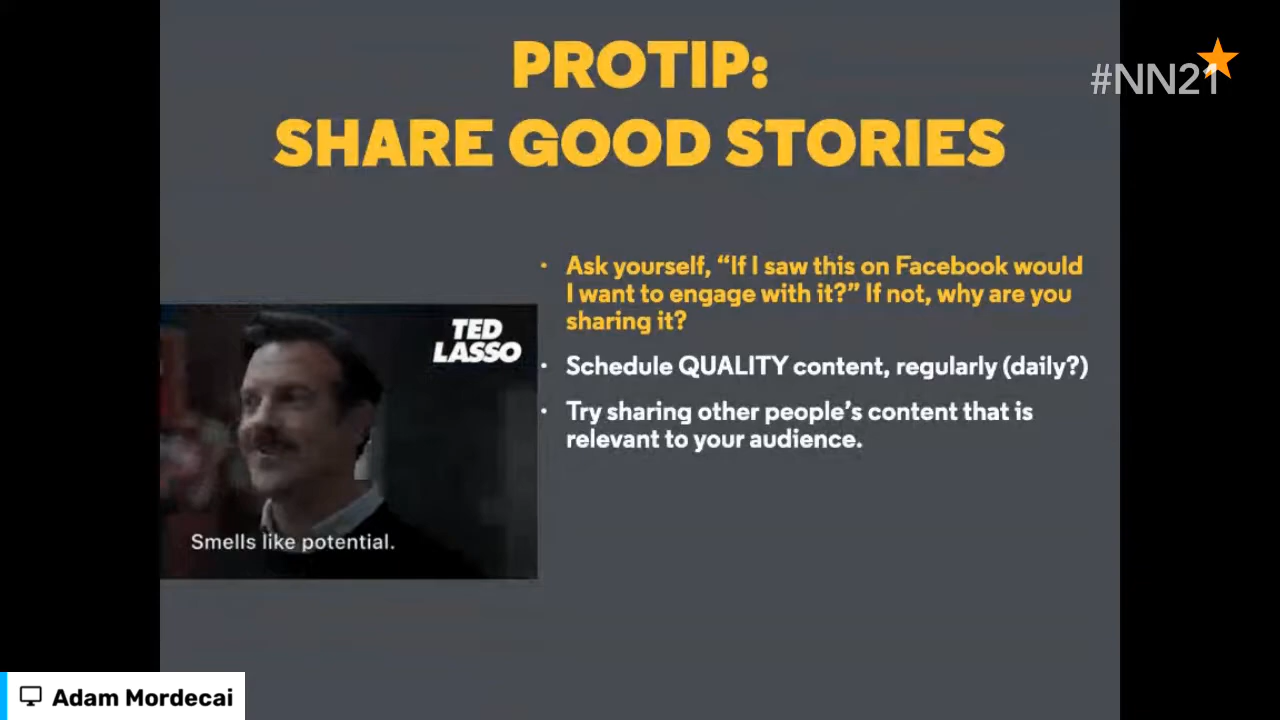 PROTIP:
SHARE GOOD STORIES
#NN21
• Ask yourself, “If I saw this on Facebook would
I want to engage with it?” If not, why are you
sharing it?
• Schedule QUALITY content, regularly (daily?)
• Try sharing other people’s content that is
relevant to your audience.
TED
LASSO
Smells like potential.
Adam Mordecai